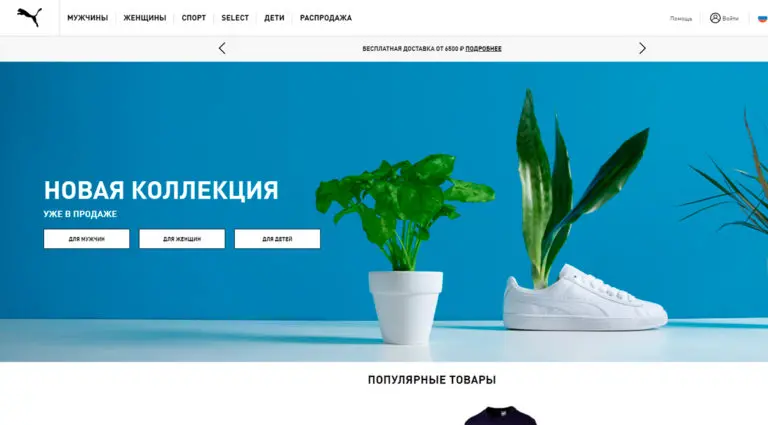 МУЖЧИНЫ ЖЕНЩИНЫ СПОРТ SELECT ДЕТИ РАСПРОДАЖА Помощь Войти
БЕСПЛАТНАЯ ДОСТАВКА ОТ 6500 ₽ ПОДРОБНЕЕ
НОВАЯ КОЛЛЕКЦИЯ
УЖЕ В ПРОДАЖЕ
ДЛЯ МУЖЧИН ДЛЯ ЖЕНЩИН ДЛЯ ДЕТЕЙ
ПОПУЛЯРНЫЕ ТОВАРЫ